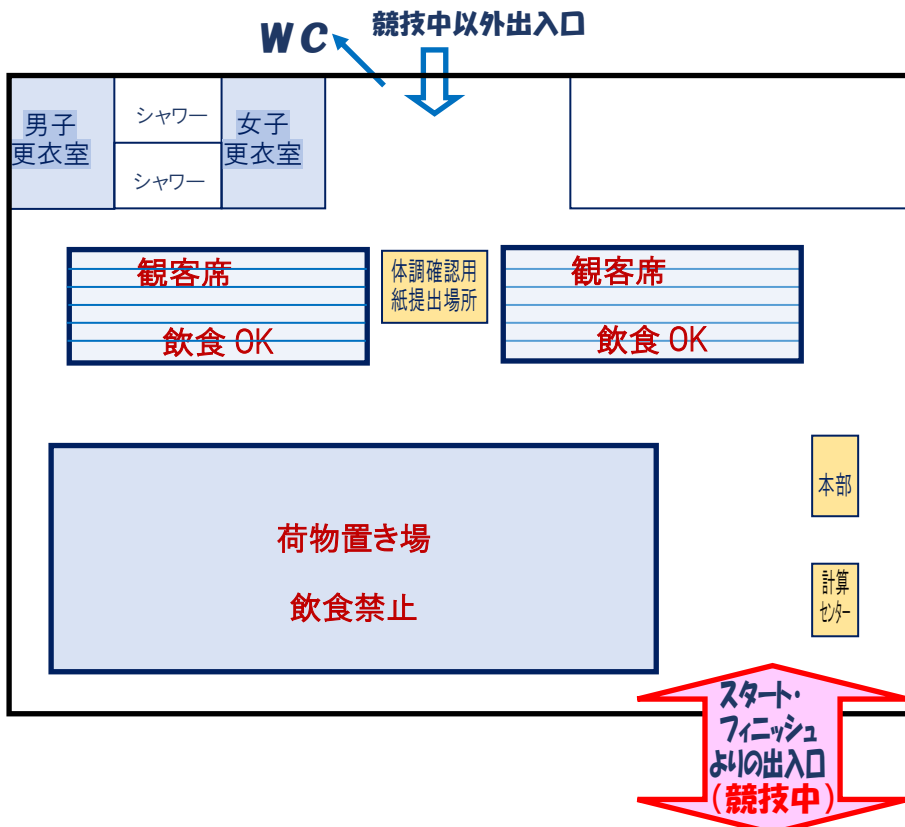 WC
競技中以外出入口
男子
更衣室
シャワー
シャワー
女子
更衣室
観客席
飲食 OK
体調確認用
紙提出場所
観客席
飲食 OK
荷物置き場
飲食禁止
本部
計算
センター
スタート・
フィニッシュ
よりの出入口
(競技中)